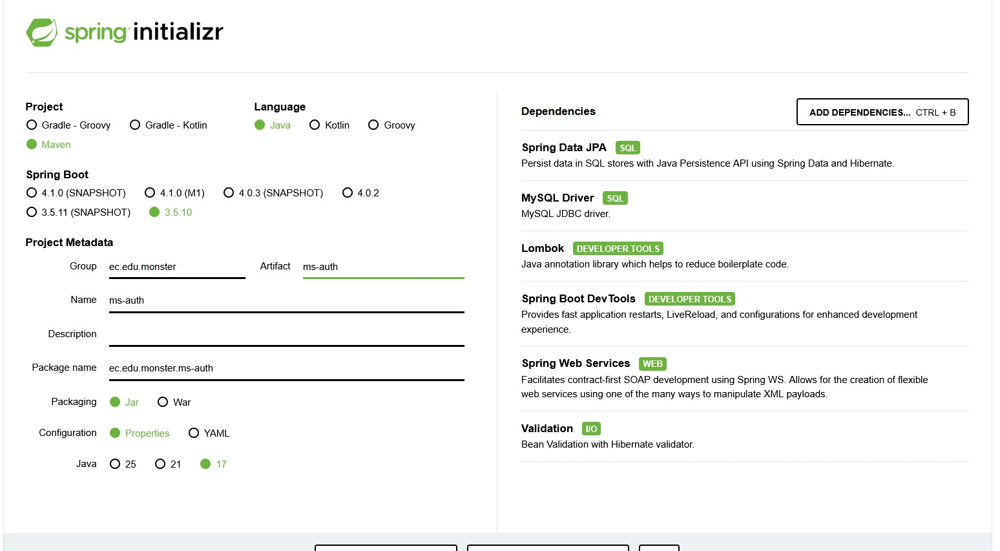 spring initializr
Project
Gradle - Groovy Gradle - Kotlin
Maven
Language
Java Kotlin Groovy
Spring Boot
4.1.0 (SNAPSHOT) 4.1.0 (M1) 4.0.3 (SNAPSHOT) 4.0.2
3.5.11 (SNAPSHOT) 3.5.10
Project Metadata
Group ec.edu.monster Artifact ms-auth
Name ms-auth
Description
Package name ec.edu.monster.ms-auth
Packaging Jar War
Configuration Properties YAML
Java 25 21 17
Dependencies ADD DEPENDENCIES... CTRL + B
Spring Data JPA SQL
Persist data in SQL stores with Java Persistence API using Spring Data and Hibernate.
MySQL Driver SQL
MySQL JDBC driver.
Lombok DEVELOPER TOOLS
Java annotation library which helps to reduce boilerplate code.
Spring Boot DevTools DEVELOPER TOOLS
Provides fast application restarts, LiveReload, and configurations for enhanced development
experience.
Spring Web Services WEB
Facilitates contract-first SOAP development using Spring WS. Allows for the creation of flexible
web services using one of the many ways to manipulate XML payloads.
Validation I/O
Bean Validation with Hibernate validator.